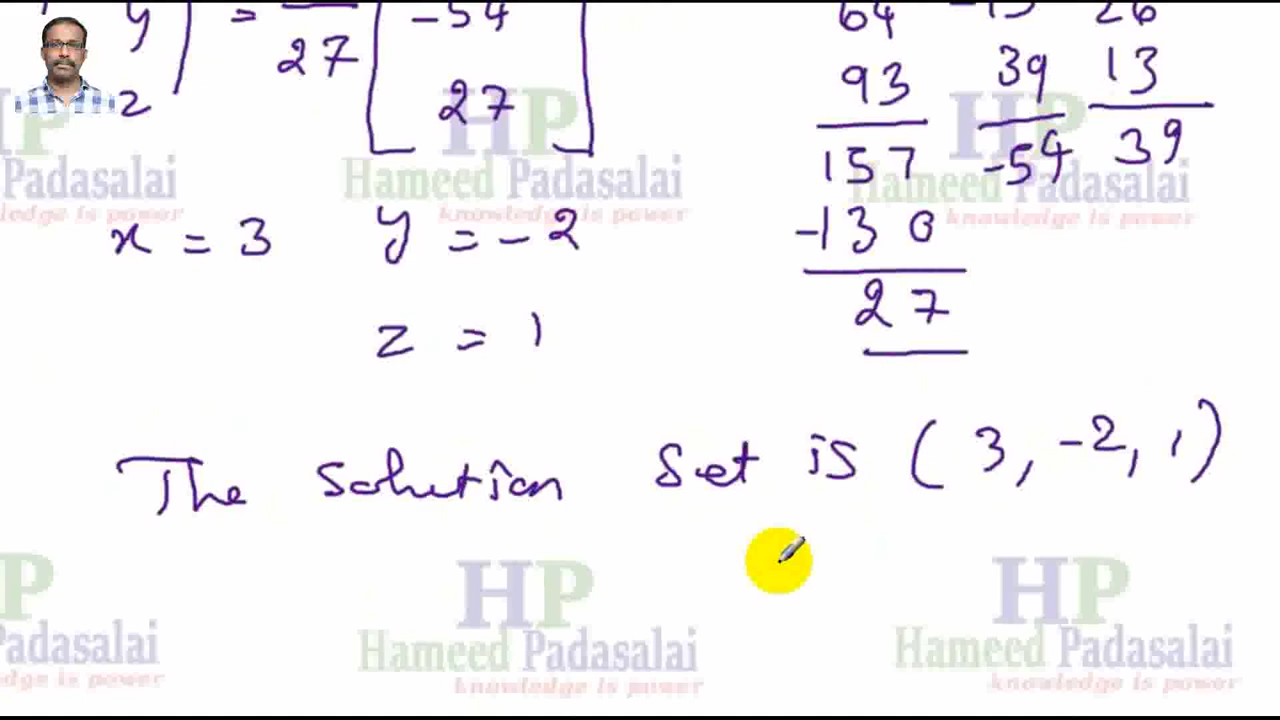 y = 27 [ -54
z 27 ]
64 -15 26
93 39 13
157 -54 39
-130
27
x = 3 y = -2
z = 1
The solution set is (3, -2, 1)
HP
Hameed Padasalai
knowledge is power